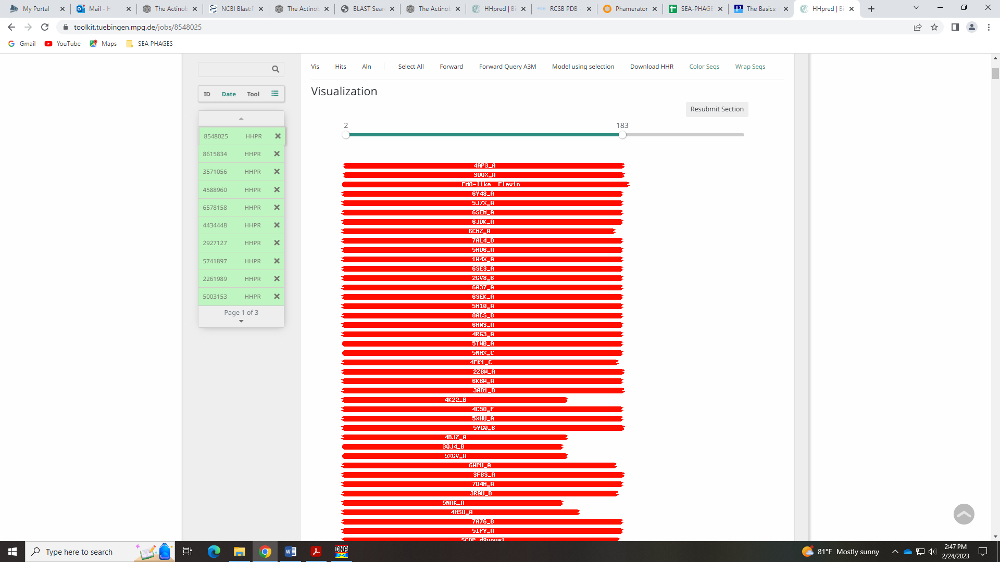 My Portal
Mail - H
The Actinob
NCBI Blast:P
The Actinob
BLAST Sear
The Actinob
HHpred | Bi
RCSB PDB -
Phamerator
SEA-PHAGE
The Basics:
HHpred | Bi
toolkit.tuebingen.mpg.de/jobs/8548025
Gmail
YouTube
Maps
SEA PHAGES
Vis
Hits
Aln
Select All
Forward
Forward Query A3M
Model using selection
Download HHR
Color Seqs
Wrap Seqs
ID Date Tool
8548025 HHPR
8615834 HHPR
3571056 HHPR
4588960 HHPR
6578158 HHPR
4434448 HHPR
2927127 HHPR
5741897 HHPR
2261989 HHPR
5003153 HHPR
Page 1 of 3
Visualization
Resubmit Section
2 183
4AP3_A
3UOX_A
FMO-like Flavin
6Y48_A
5J7X_A
6SEM_A
6JDK_A
6CMZ_A
7AL4_D
5MQ6_A
1W4X_A
6SE3_A
2GV8_B
6A37_A
6SEK_A
5M10_A
8ACS_B
6HNS_A
4RG3_A
5TWB_A
5NMX_C
4FK1_C
2ZBW_A
6KBW_A
3AB1_B
4K22_B
4C5O_F
5XHU_A
5YGQ_B
4BJZ_A
3QJ4_B
5XGV_A
6WPU_A
3FBS_A
7D4M_A
3R9U_B
5NAK_A
4HSU_A
7A76_B
5IPY_A
SCOP_d2voua1
Type here to search
DNA
81°F Mostly sunny
2:47 PM
2/24/2023